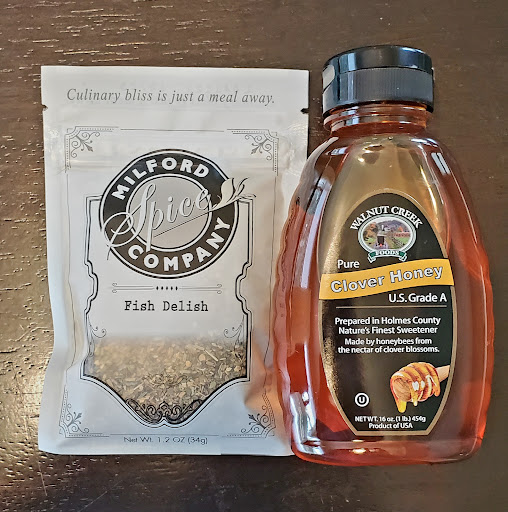 Culinary bliss is just a meal away.
MILFORD
Spice
COMPANY
Fish Delish
Net Wt. 1.2 OZ (34g)
WALNUT CREEK
FOODS
Pure
Clover Honey
U.S. Grade A
Prepared in Holmes County
Nature's Finest Sweetener
Made by honeybees from
the nectar of clover blossoms.
U
NET WT. 16 oz. (1 lb.) 454g
Product of USA